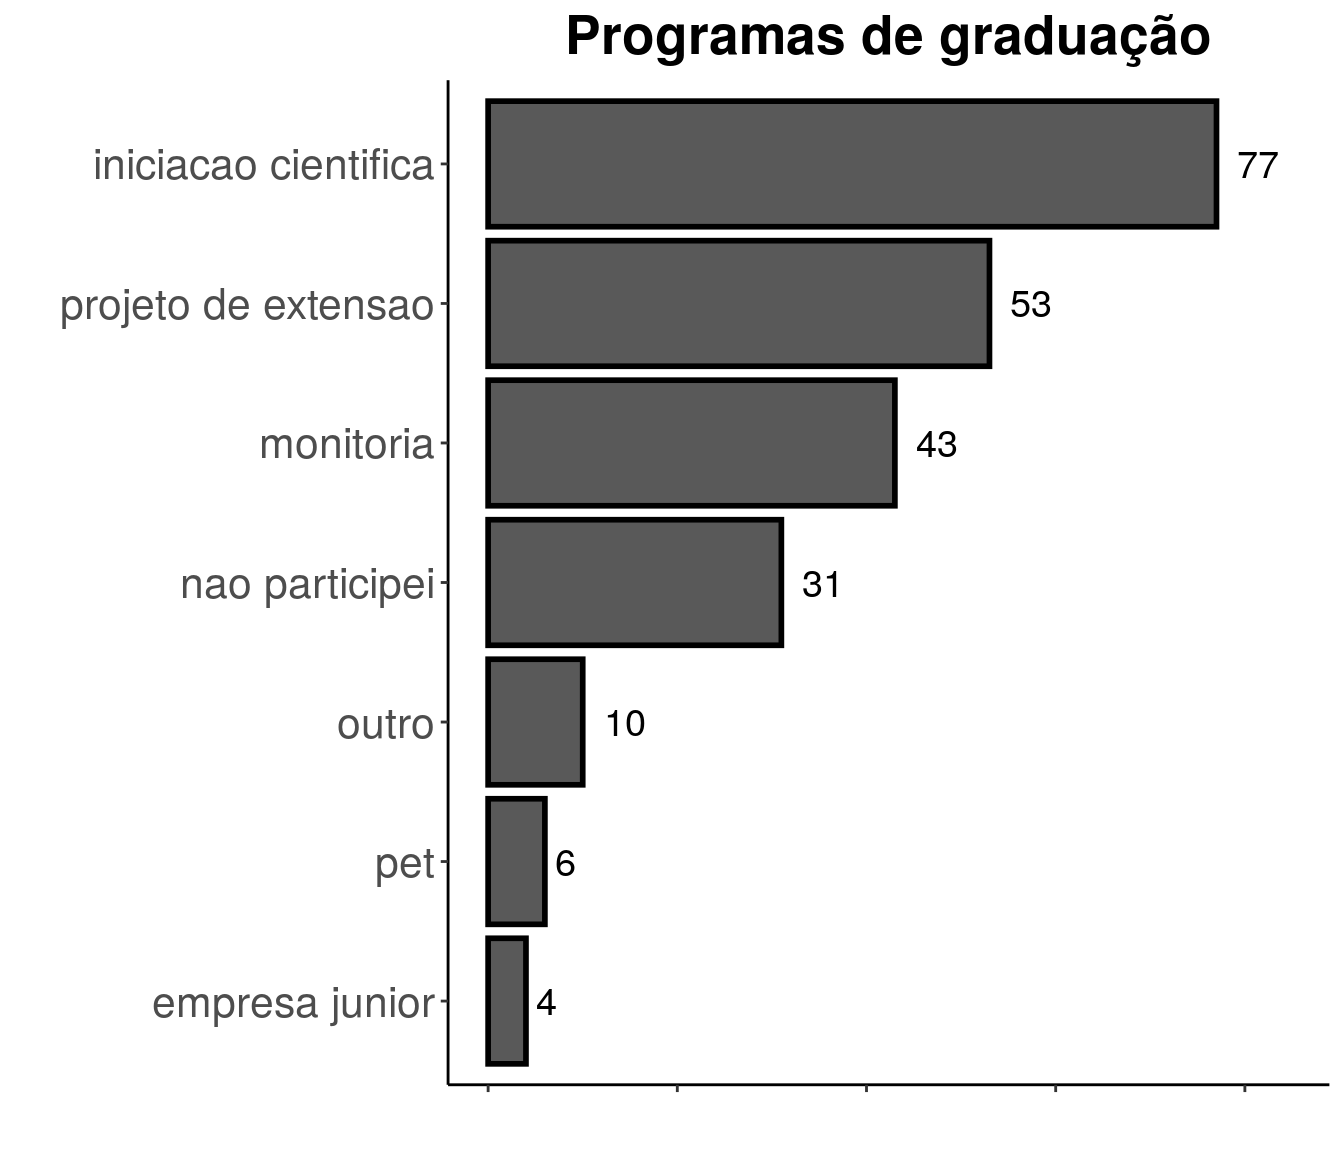 Programas de graduação
iniciacao cientifica 77
projeto de extensao 53
monitoria 43
nao participei 31
outro 10
pet 6
empresa junior 4